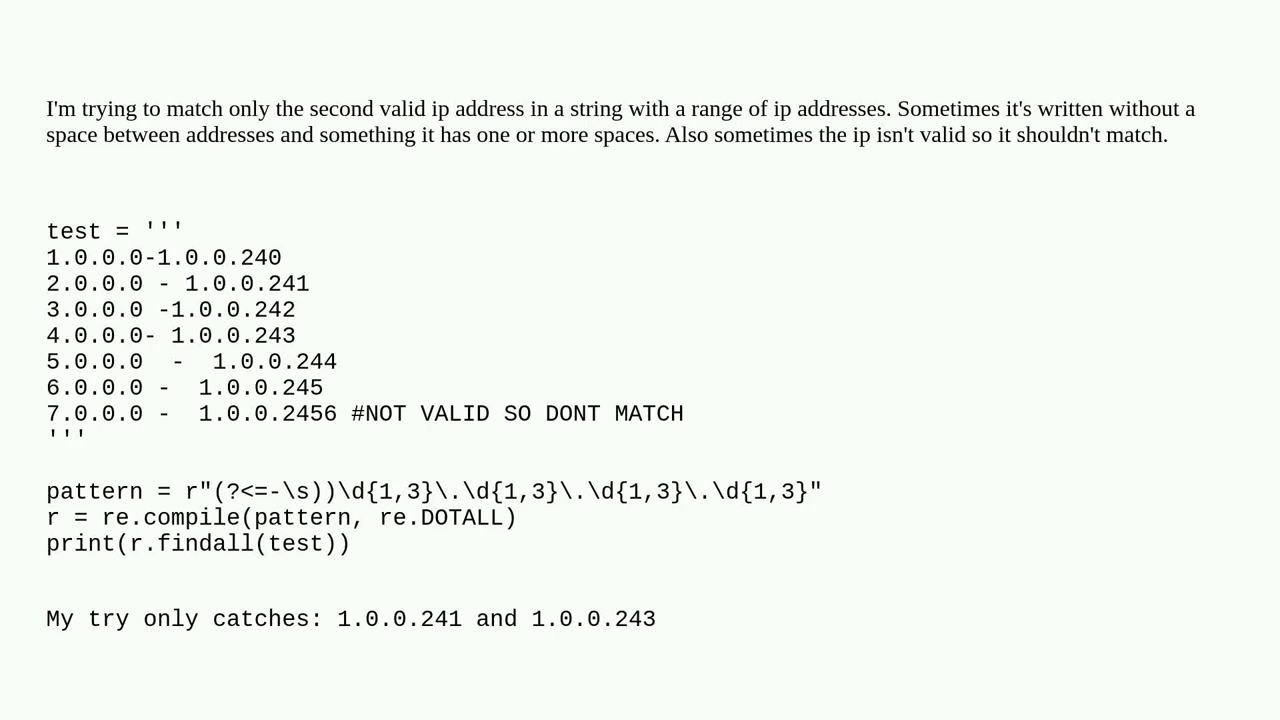 I'm trying to match only the second valid ip address in a string with a range of ip addresses. Sometimes it's written without a
space between addresses and something it has one or more spaces. Also sometimes the ip isn't valid so it shouldn't match.
test = '''
1.0.0.0-1.0.0.240
2.0.0.0 - 1.0.0.241
3.0.0.0 -1.0.0.242
4.0.0.0- 1.0.0.243
5.0.0.0  -  1.0.0.244
6.0.0.0 -  1.0.0.245
7.0.0.0 -  1.0.0.2456 #NOT VALID SO DONT MATCH
'''
pattern = r"(?<=-\s))\d{1,3}\.\d{1,3}\.\d{1,3}\.\d{1,3}"
r = re.compile(pattern, re.DOTALL)
print(r.findall(test))
My try only catches: 1.0.0.241 and 1.0.0.243